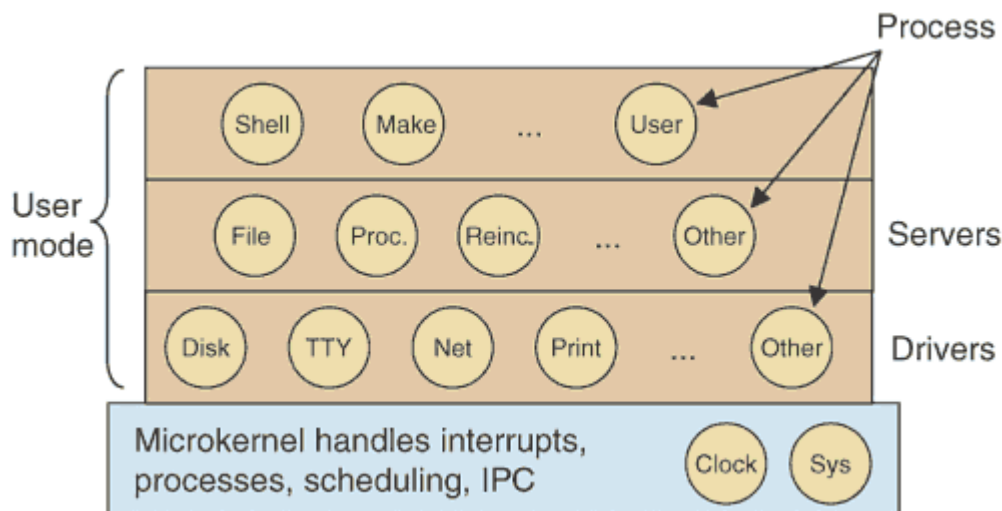 Process
Shell
Make
...
User
User
mode
File
Proc.
Reinc.
...
Other
Servers
Disk
TTY
Net
Print
...
Other
Drivers
Microkernel handles interrupts,
processes, scheduling, IPC
Clock
Sys